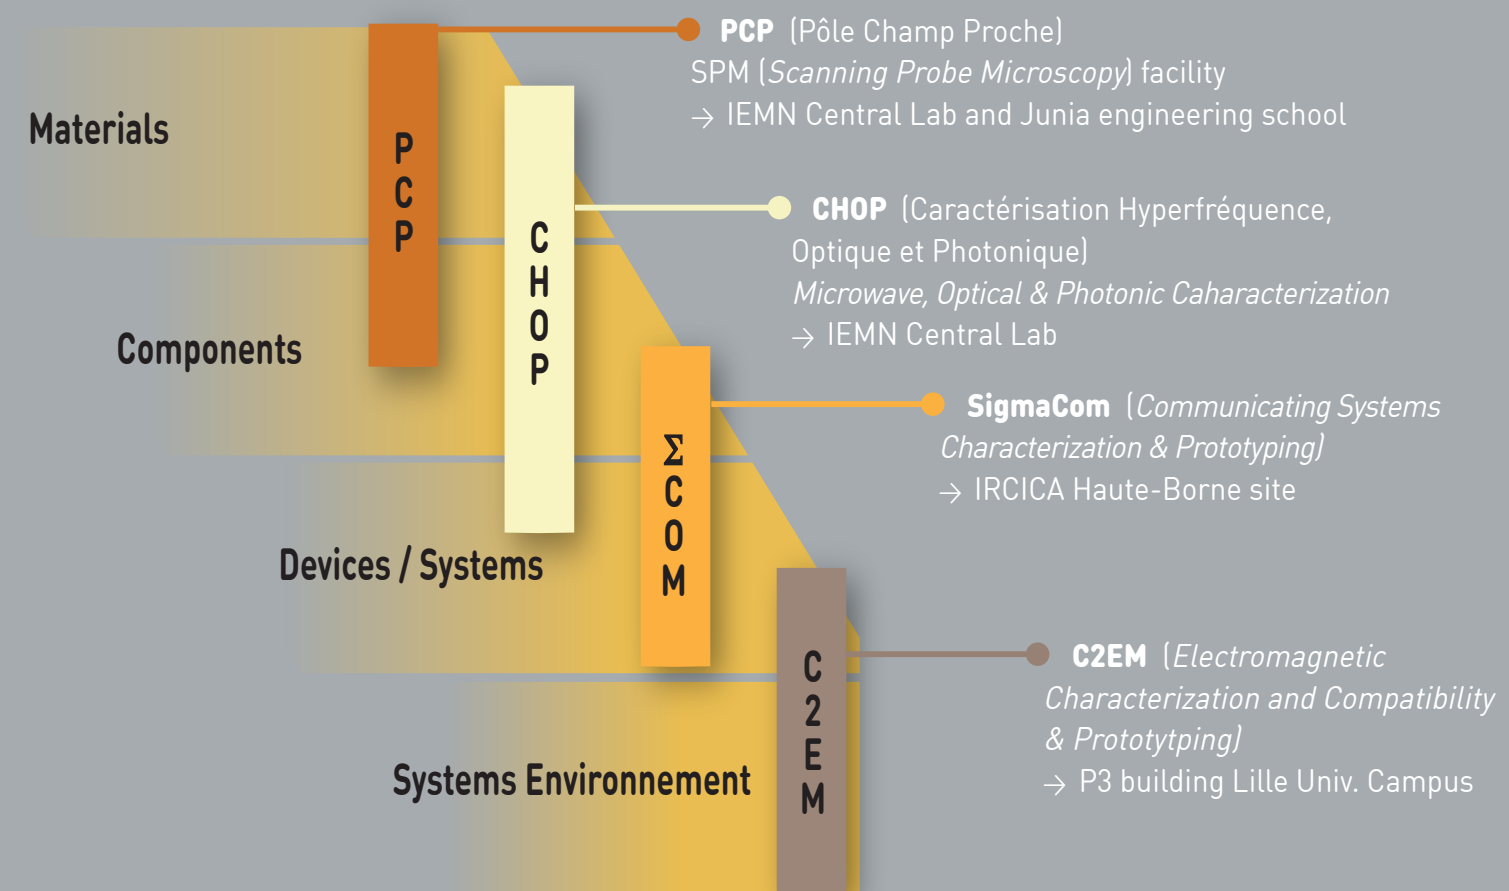 PCP (Pôle Champ Proche)
SPM (Scanning Probe Microscopy) facility
→ IEMN Central Lab and Junia engineering school
Materials
PCP
CHOP (Caractérisation Hyperfréquence,
Optique et Photonique)
Microwave, Optical & Photonic Caharacterization
→ IEMN Central Lab
CHOP
Components
SigmaCom (Communicating Systems
Characterization & Prototyping)
→ IRCICA Haute-Borne site
ΣCOM
Devices / Systems
C2EM (Electromagnetic
Characterization and Compatibility
& Prototytping)
→ P3 building Lille Univ. Campus
C2EM
Systems Environnement